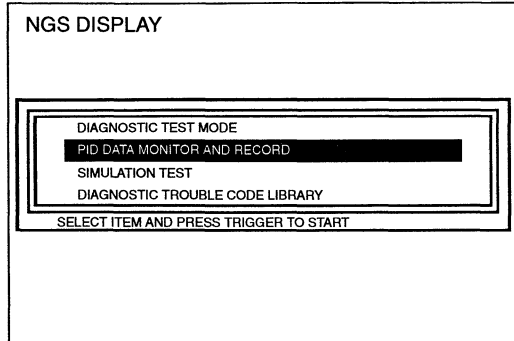 NGS DISPLAY
DIAGNOSTIC TEST MODE
PID DATA MONITOR AND RECORD
SIMULATION TEST
DIAGNOSTIC TROUBLE CODE LIBRARY
SELECT ITEM AND PRESS TRIGGER TO START